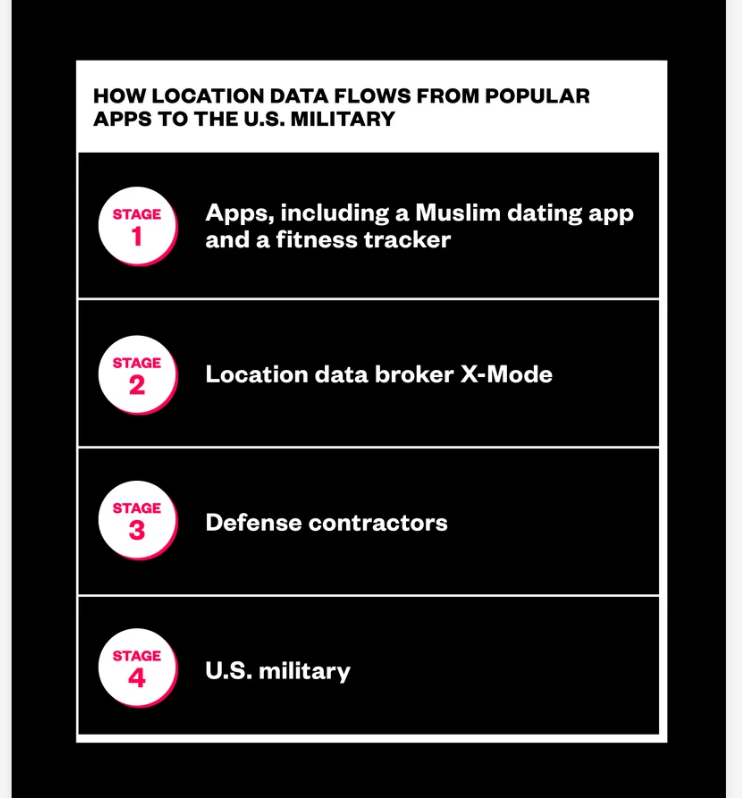 HOW LOCATION DATA FLOWS FROM POPULAR
APPS TO THE U.S. MILITARY
STAGE
1
Apps, including a Muslim dating app
and a fitness tracker
STAGE
2
Location data broker X-Mode
STAGE
3
Defense contractors
STAGE
4
U.S. military